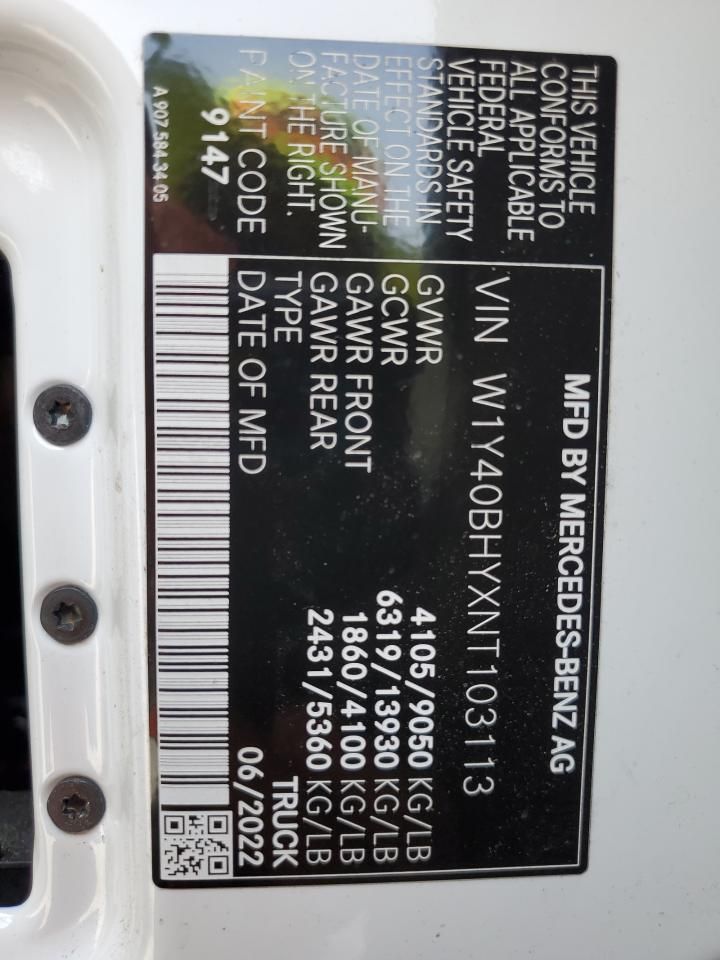 MFD BY MERCEDES-BENZ AG
VIN W1Y40BHYXNT103113
GVWR 4105/9050 KG/LB
GCWR 6319/13930 KG/LB
GAWR FRONT 1860/4100 KG/LB
GAWR REAR 2431/5360 KG/LB
TYPE TRUCK
DATE OF MFD 06/2022
THIS VEHICLE
CONFORMS TO
ALL APPLICABLE
FEDERAL
VEHICLE SAFETY
STANDARDS IN
EFFECT ON THE
DATE OF MANU-
FACTURE SHOWN
ON THE RIGHT.
PAINT CODE
9147
A 907 584 34 05